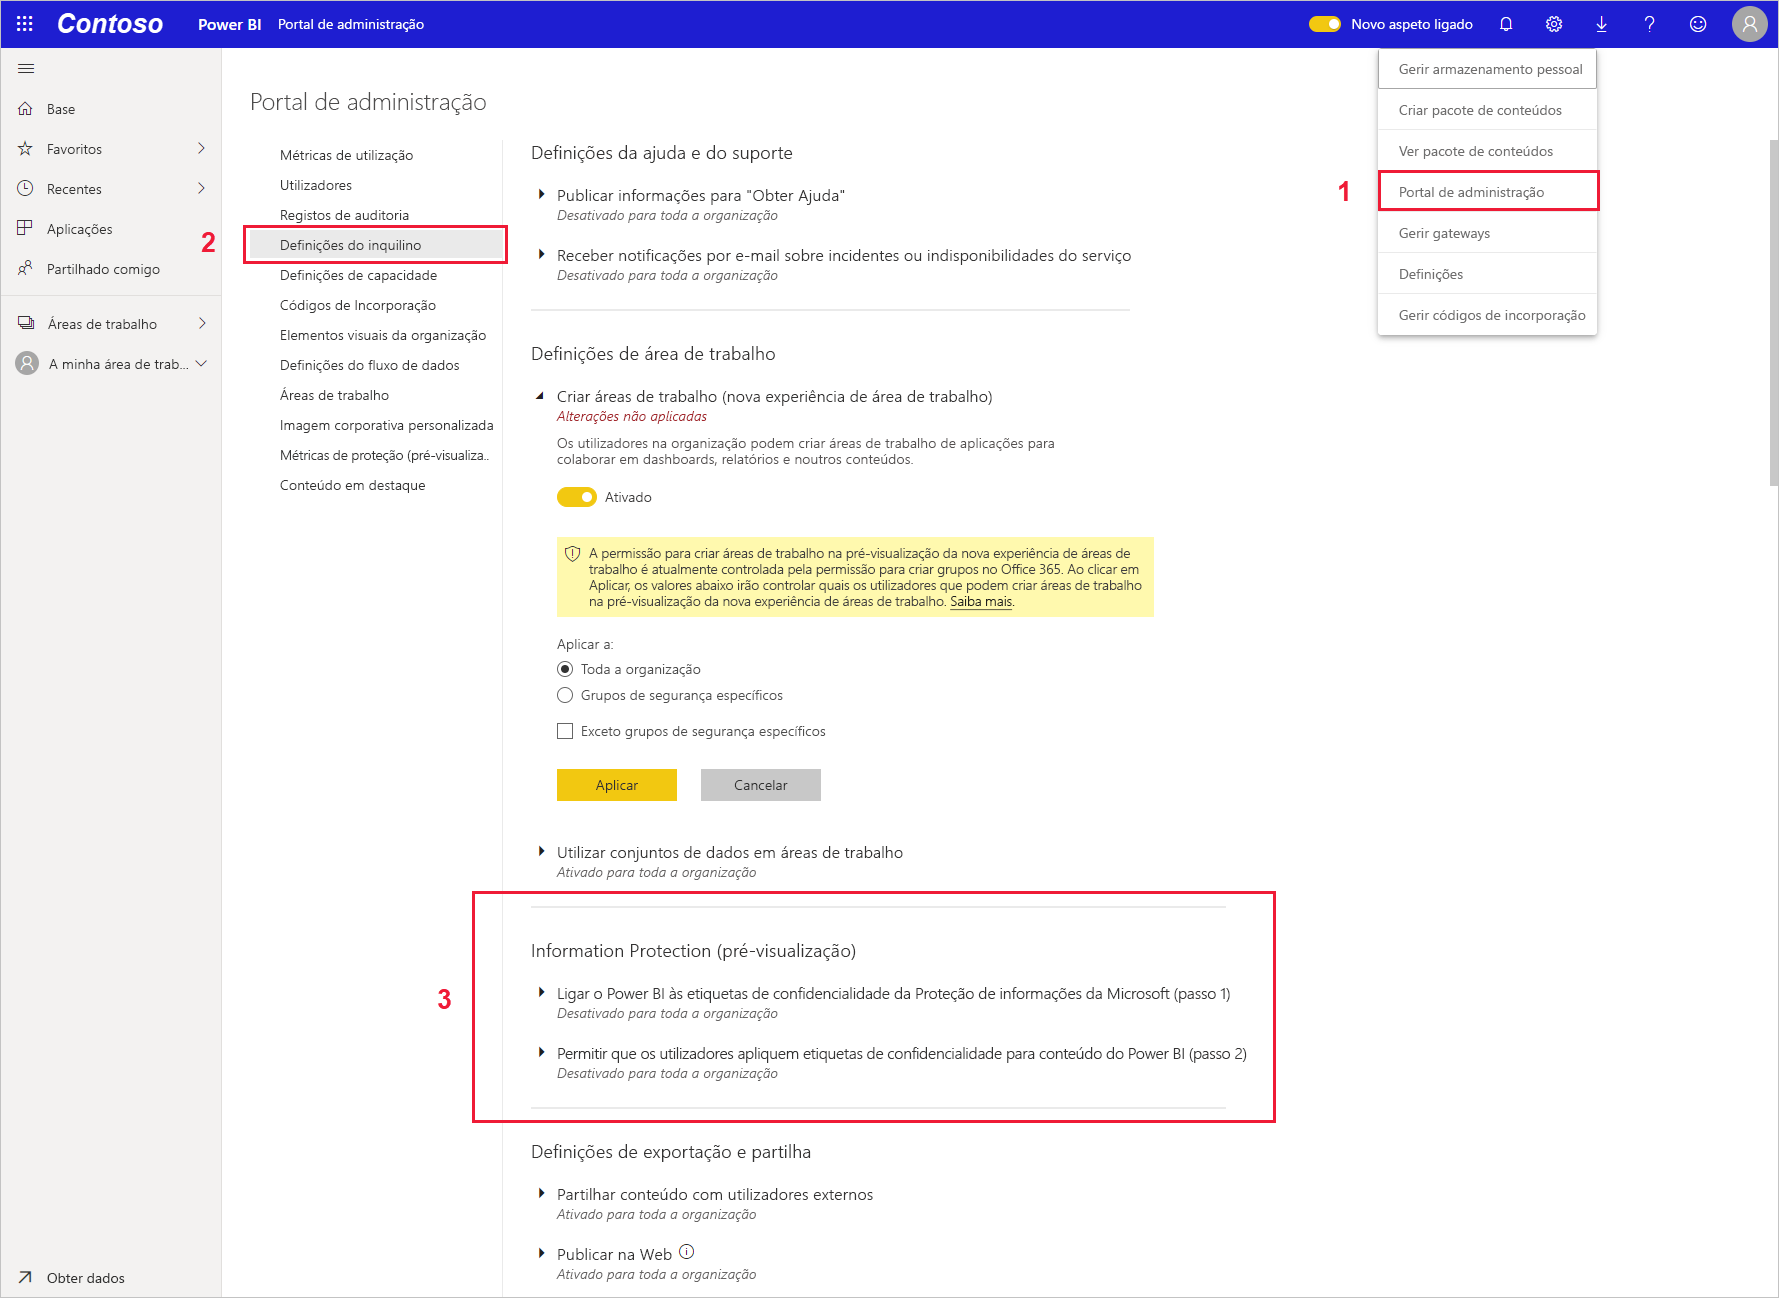 Contoso
Power BI
Portal de administração
Novo aspeto ligado
?
Base
Favoritos
Recentes
Aplicações
Partilhado comigo
Áreas de trabalho
A minha área de trab...
Obter dados
Portal de administração
Métricas de utilização
Utilizadores
Registos de auditoria
2
Definições do inquilino
Definições de capacidade
Códigos de Incorporação
Elementos visuais da organização
Definições do fluxo de dados
Áreas de trabalho
Imagem corporativa personalizada
Métricas de proteção (pré-visualiza..
Conteúdo em destaque
Definições da ajuda e do suporte
Publicar informações para "Obter Ajuda"
Desativado para toda a organização
Receber notificações por e-mail sobre incidentes ou indisponibilidades do serviço
Desativado para toda a organização
Definições de área de trabalho
Criar áreas de trabalho (nova experiência de área de trabalho)
Alterações não aplicadas
Os utilizadores na organização podem criar áreas de trabalho de aplicações para
colaborar em dashboards, relatórios e noutros conteúdos.
Ativado
A permissão para criar áreas de trabalho na pré-visualização da nova experiência de áreas de
trabalho é atualmente controlada pela permissão para criar grupos no Office 365. Ao clicar em
Aplicar, os valores abaixo irão controlar quais os utilizadores que podem criar áreas de trabalho
na pré-visualização da nova experiência de áreas de trabalho. Saiba mais.
Aplicar a:
Toda a organização
Grupos de segurança específicos
Exceto grupos de segurança específicos
Aplicar
Cancelar
Utilizar conjuntos de dados em áreas de trabalho
Ativado para toda a organização
3
Information Protection (pré-visualização)
Ligar o Power BI às etiquetas de confidencialidade da Proteção de informações da Microsoft (passo 1)
Desativado para toda a organização
Permitir que os utilizadores apliquem etiquetas de confidencialidade para conteúdo do Power BI (passo 2)
Desativado para toda a organização
Definições de exportação e partilha
Partilhar conteúdo com utilizadores externos
Ativado para toda a organização
Publicar na Web
Ativado para toda a organização
Gerir armazenamento pessoal
Criar pacote de conteúdos
Ver pacote de conteúdos
1
Portal de administração
Gerir gateways
Definições
Gerir códigos de incorporação